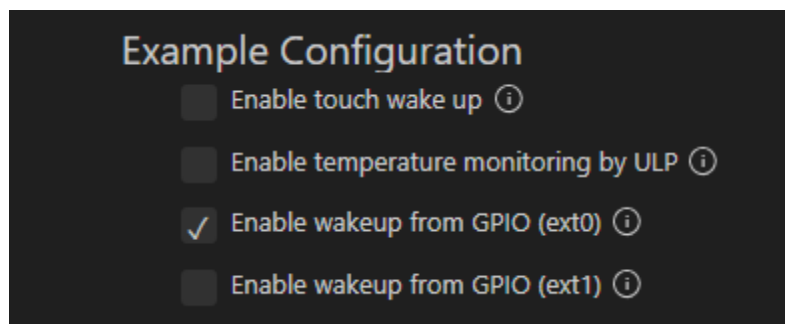 Example Configuration
Enable touch wake up
Enable temperature monitoring by ULP
Enable wakeup from GPIO (ext0)
Enable wakeup from GPIO (ext1)